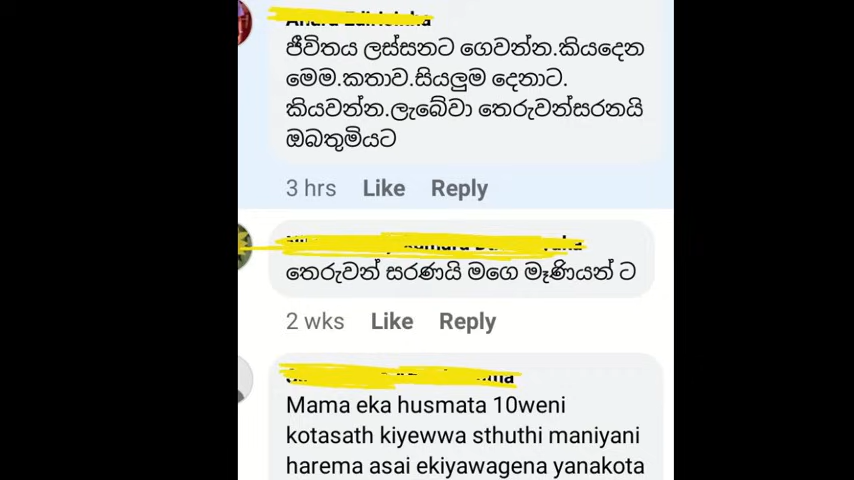 ජීවිතය ලස්සනට ගෙවන්න.කියදෙන
මෙම.කතාව.සියලුම දෙනාට.
කියවන්න.ලැබේවා තෙරුවන්සරනයි
ඔබතුමියට
3 hrs Like Reply
තෙරුවන් සරණයි මගෙ මෑණියන් ට
2 wks Like Reply
Mama eka husmata 10weni
kotasath kiyewwa sthuthi maniyani
harema asai ekiyawagena yanakota